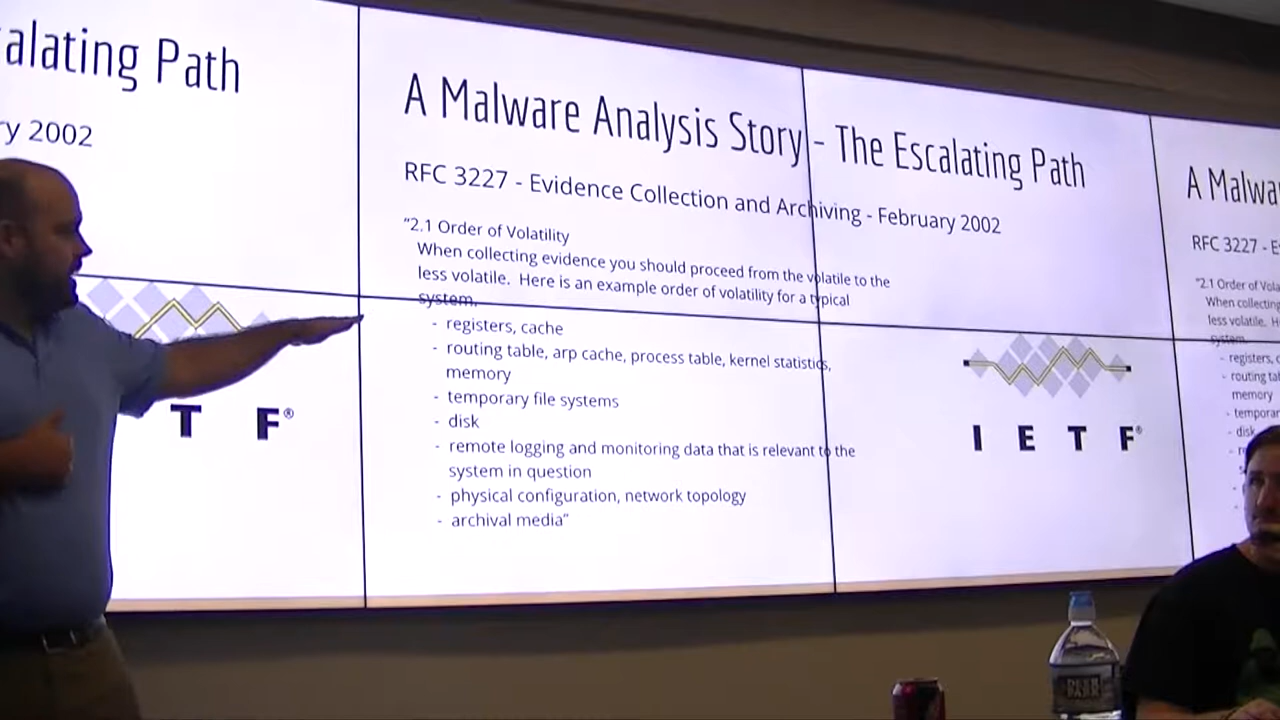 alating Path
ry 2002
T F®
A Malware Analysis Story - The Escalating Path
RFC 3227 - Evidence Collection and Archiving - February 2002
“2.1 Order of Volatility
When collecting evidence you should proceed from the volatile to the
less volatile. Here is an example order of volatility for a typical
system.
- registers, cache
- routing table, arp cache, process table, kernel statistics,
memory
- temporary file systems
- disk
- remote logging and monitoring data that is relevant to the
system in question
- physical configuration, network topology
- archival media”
I E T F®
A Malwa
RFC 3227 - E
“2.1 Order of Vola
When collecting
less volatile. H
system.
- registers, c
- routing tab
memory
- tempora
- disk
DEER
PARK